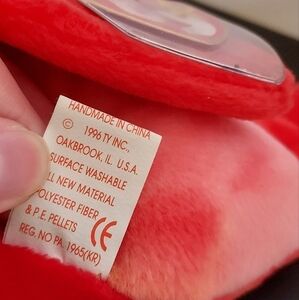 HANDMADE IN CHINA
© 1996 TY INC.,
OAKBROOK, IL. U.S.A.
SURFACE WASHABLE
ALL NEW MATERIAL
POLYESTER FIBER
& P.E. PELLETS
CE
REG. NO PA. 1965(KR)